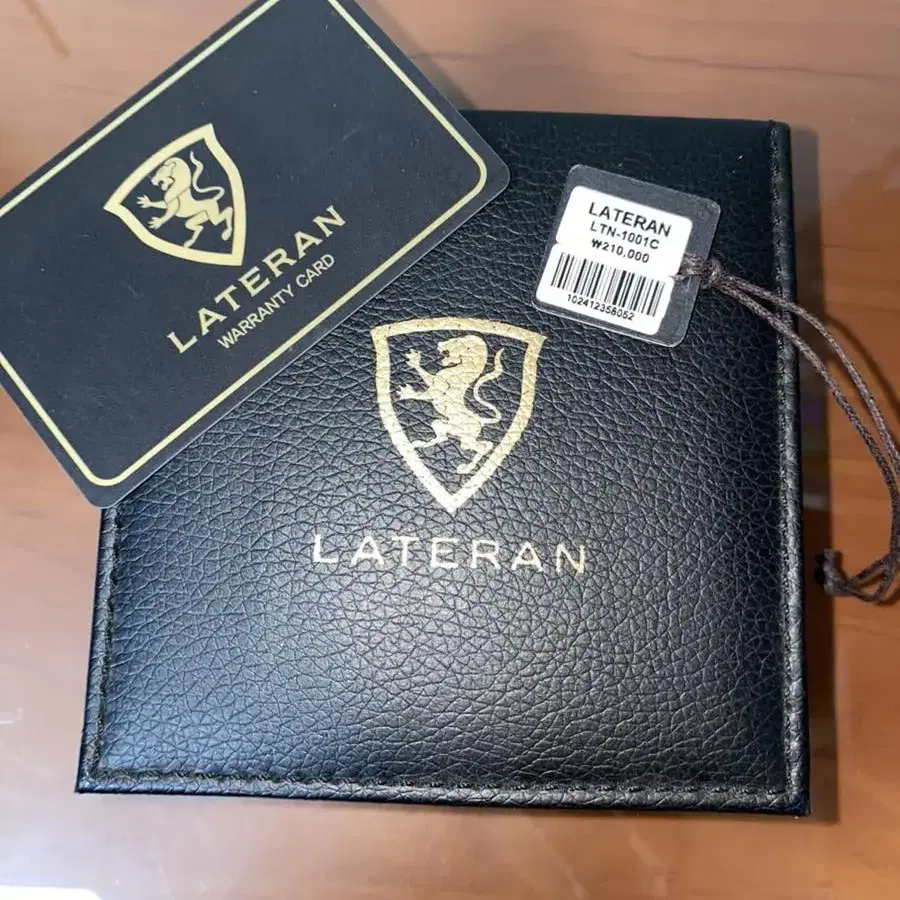 LATERAN
WARRANTY CARD
LATERAN
LTN-1001C
₩210,000
102412358052
LATERAN